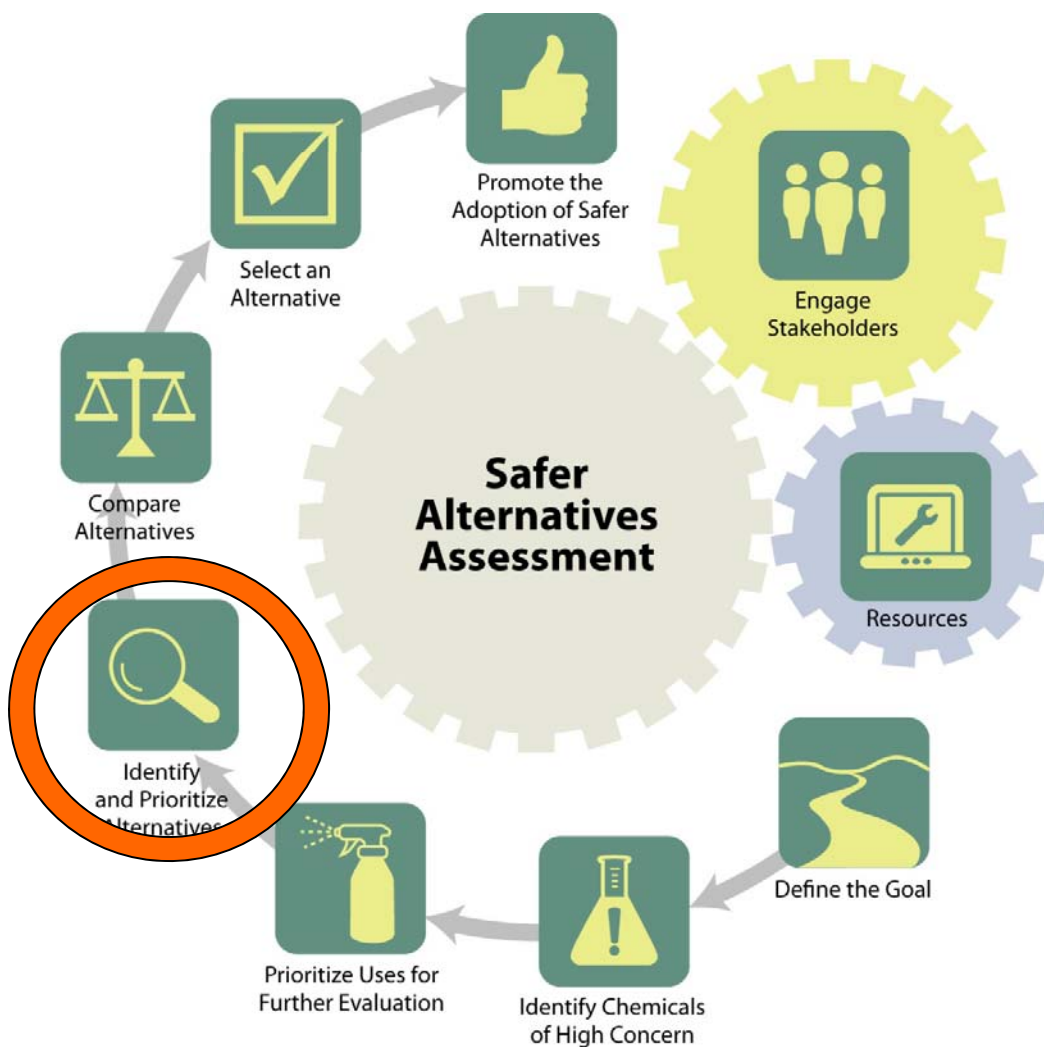 Promote the
Adoption of Safer
Alternatives
Select an
Alternative
Engage
Stakeholders
Compare
Alternatives
Safer
Alternatives
Assessment
Resources
Identify
and Prioritize
Alternatives
Define the Goal
Prioritize Uses for
Further Evaluation
Identify Chemicals
of High Concern